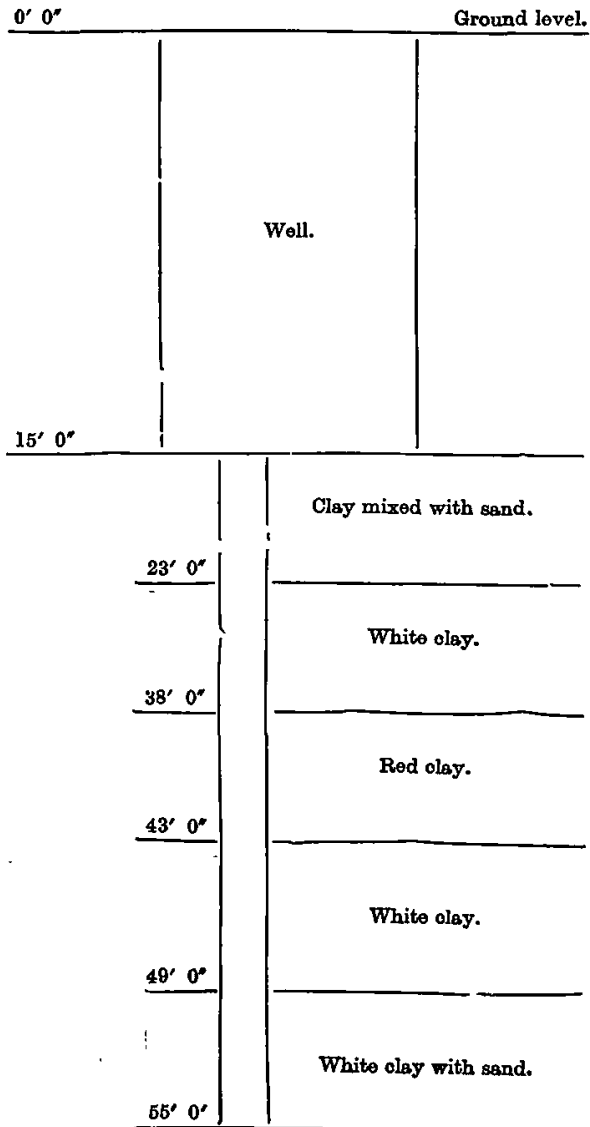 0′ 0″ Ground level.
Well.
15′ 0″
Clay mixed with sand.
23′ 0″
White clay.
38′ 0″
Red clay.
43′ 0″
White clay.
49′ 0″
White clay with sand.
55′ 0′